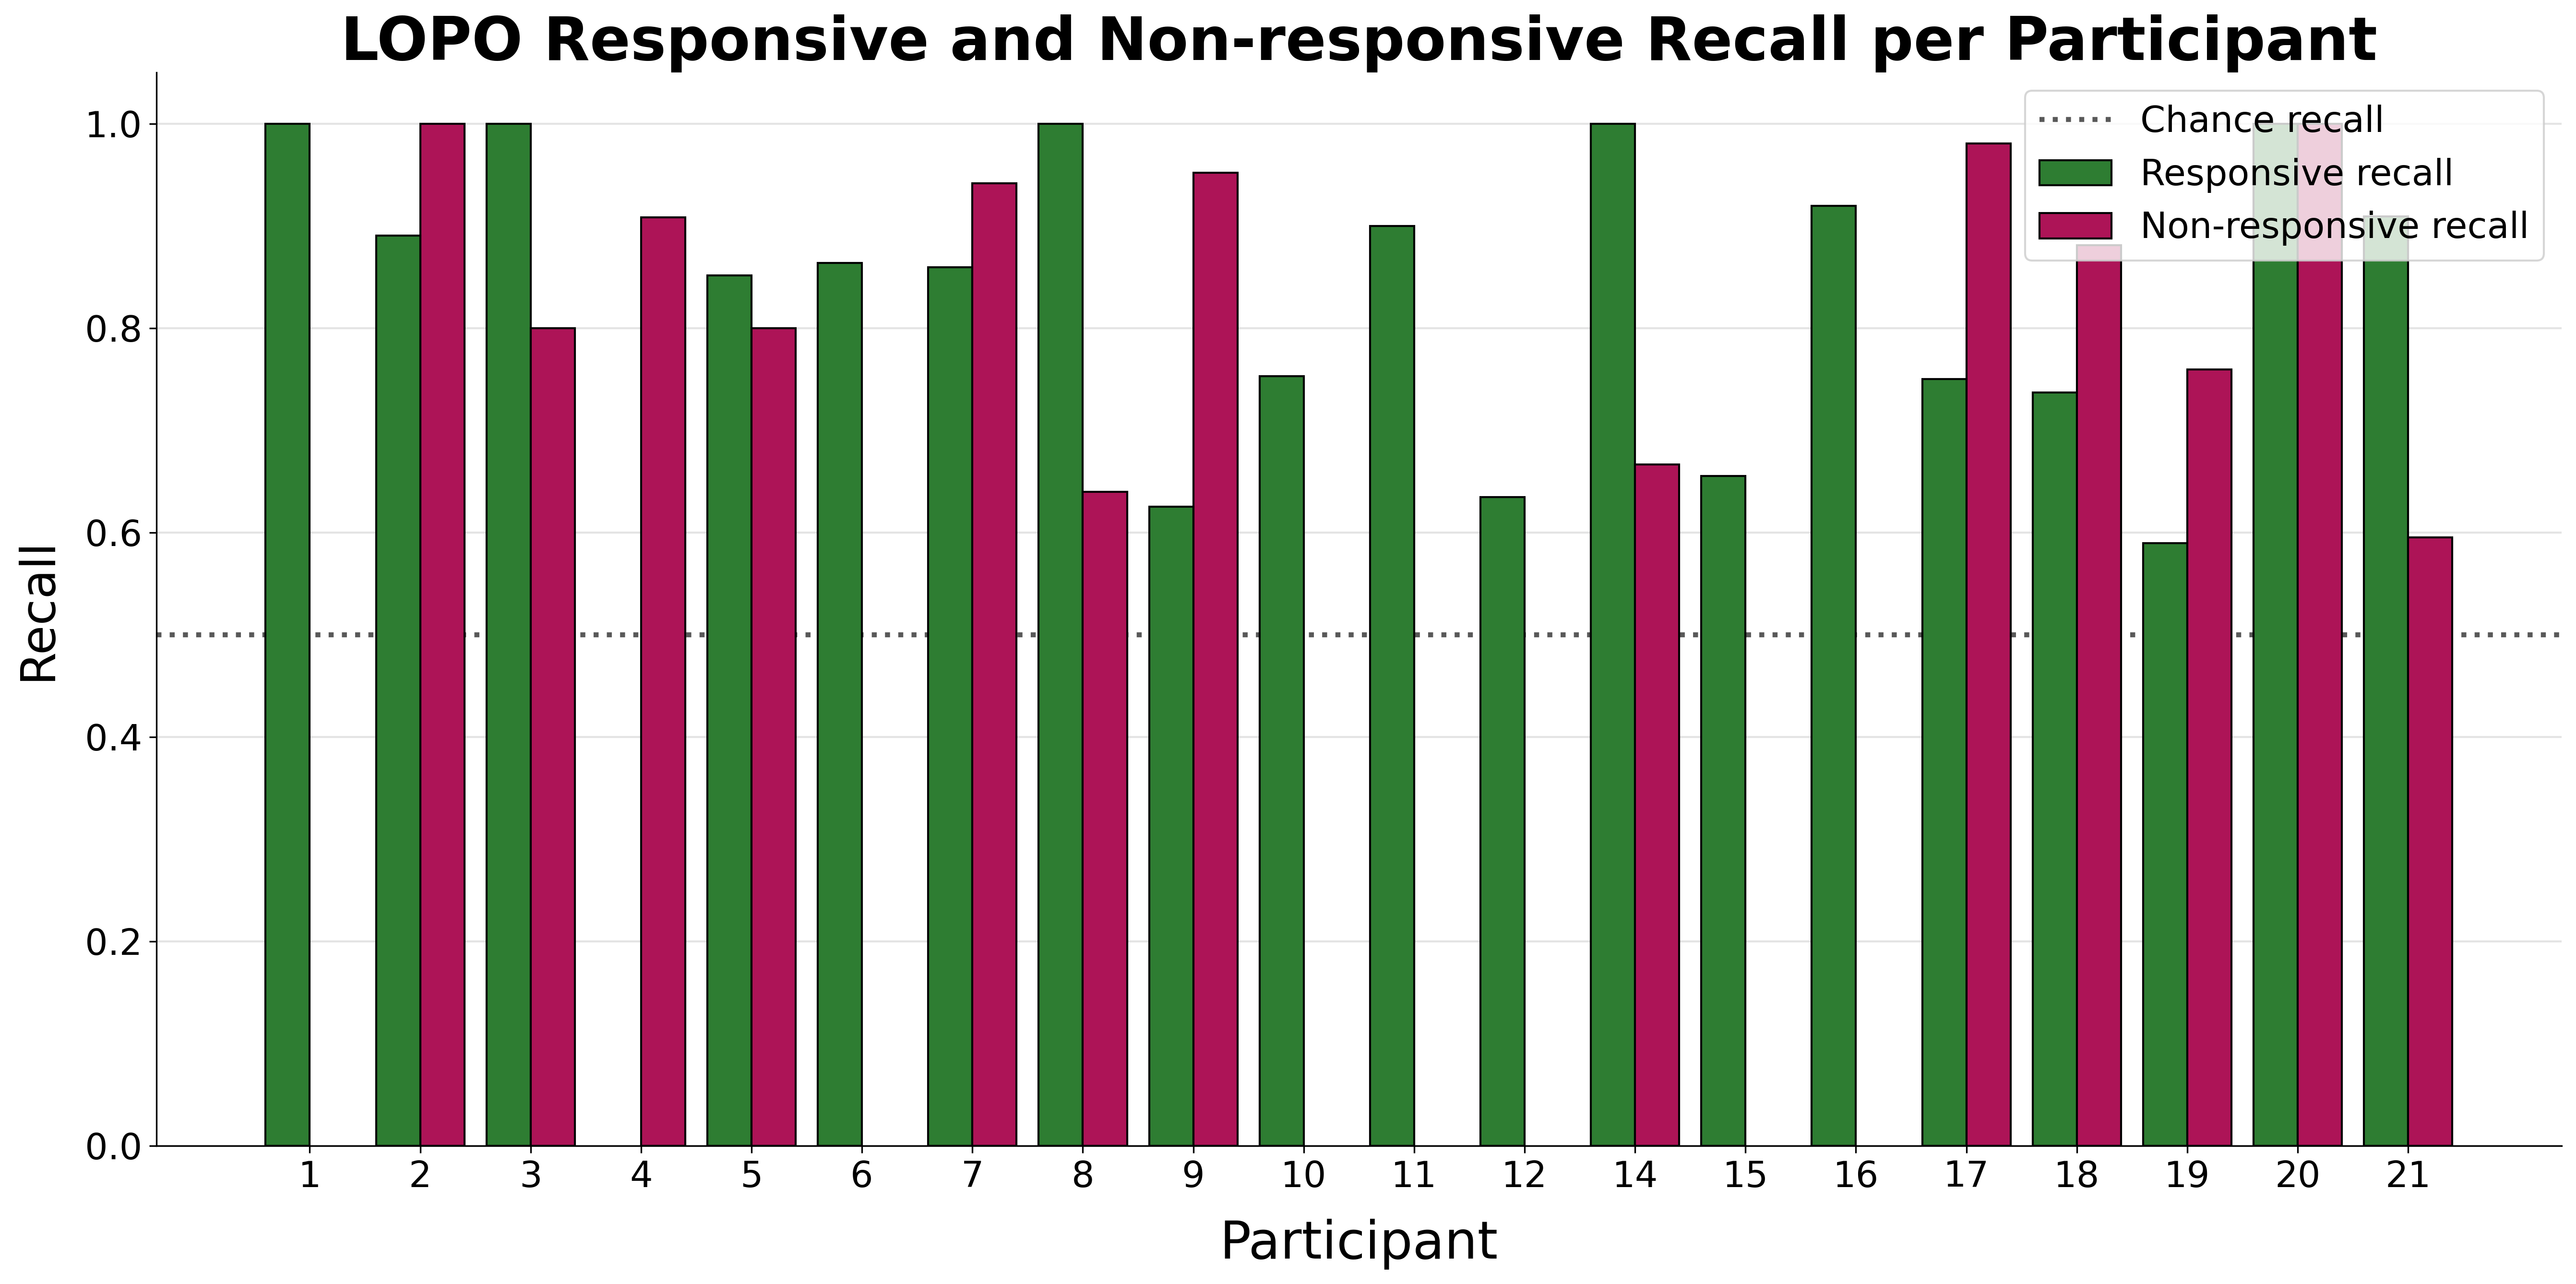 LOPO Responsive and Non-responsive Recall per Participant
Chance recall
Responsive recall
Non-responsive recall
Recall
1.0
0.8
0.6
0.4
0.2
0.0
1 2 3 4 5 6 7 8 9 10 11 12 14 15 16 17 18 19 20 21
Participant